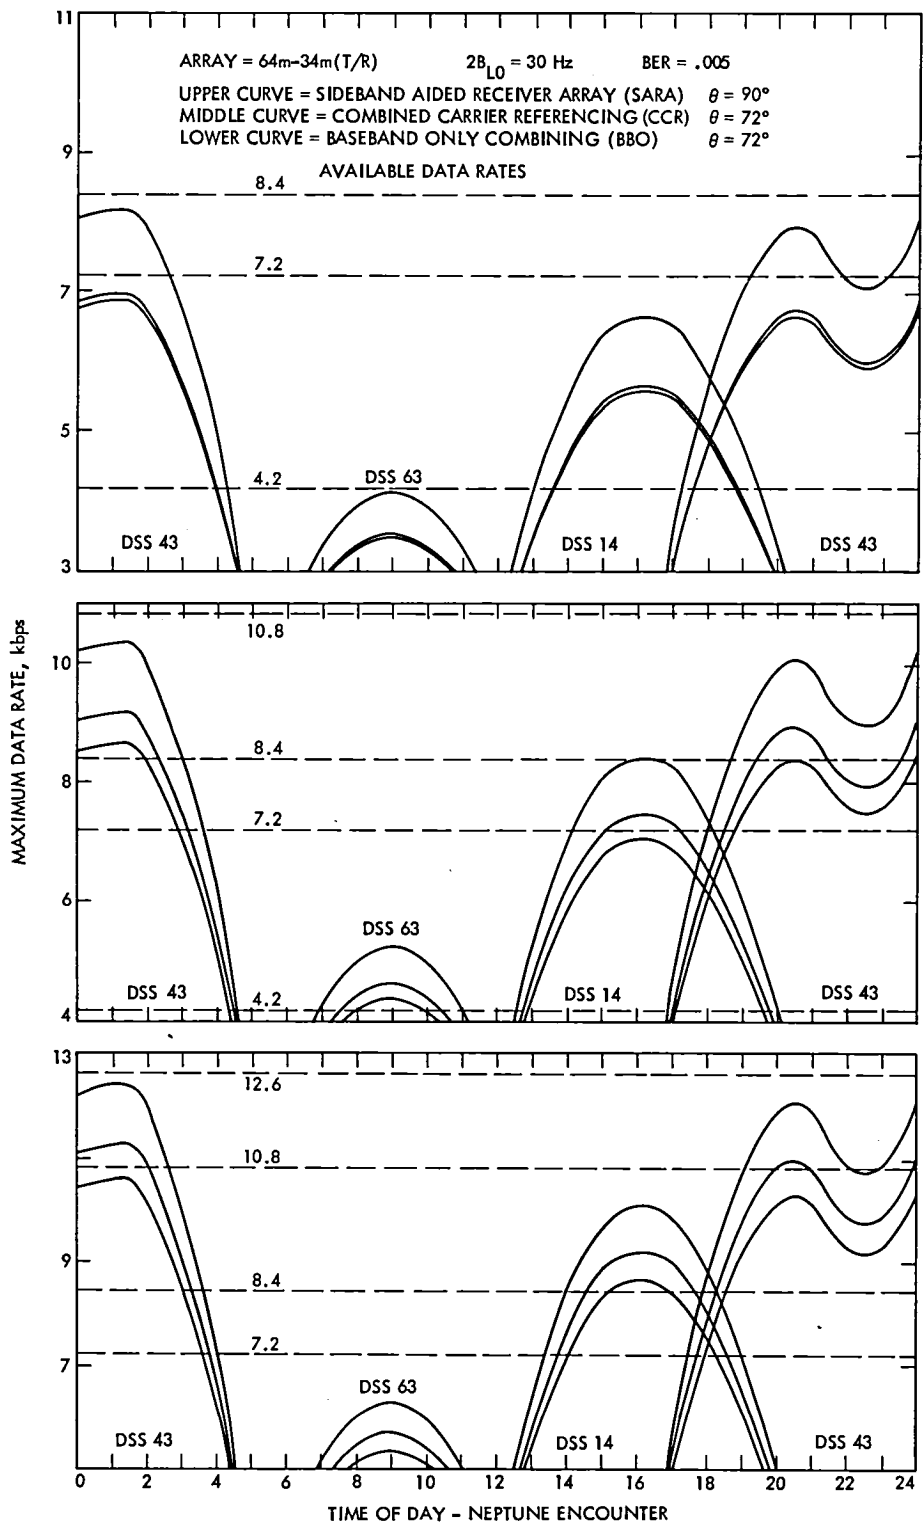 11
ARRAY = 64m-34m(T/R) 2B_L0 = 30 Hz BER = .005
UPPER CURVE = SIDEBAND AIDED RECEIVER ARRAY (SARA) θ = 90°
MIDDLE CURVE = COMBINED CARRIER REFERENCING (CCR) θ = 72°
LOWER CURVE = BASEBAND ONLY COMBINING (BBO) θ = 72°
9
AVAILABLE DATA RATES
8.4
7.2
7
5
4.2
DSS 63
DSS 43 DSS 14 DSS 43
3
MAXIMUM DATA RATE, kbps
10.8
10
8.4
8
7.2
6
DSS 63
DSS 43 4.2 DSS 14 DSS 43
4
13
12.6
11
10.8
9
8.4
7.2
7
DSS 63
DSS 43 DSS 14 DSS 43
0 2 4 6 8 10 12 14 16 18 20 22 24
TIME OF DAY - NEPTUNE ENCOUNTER